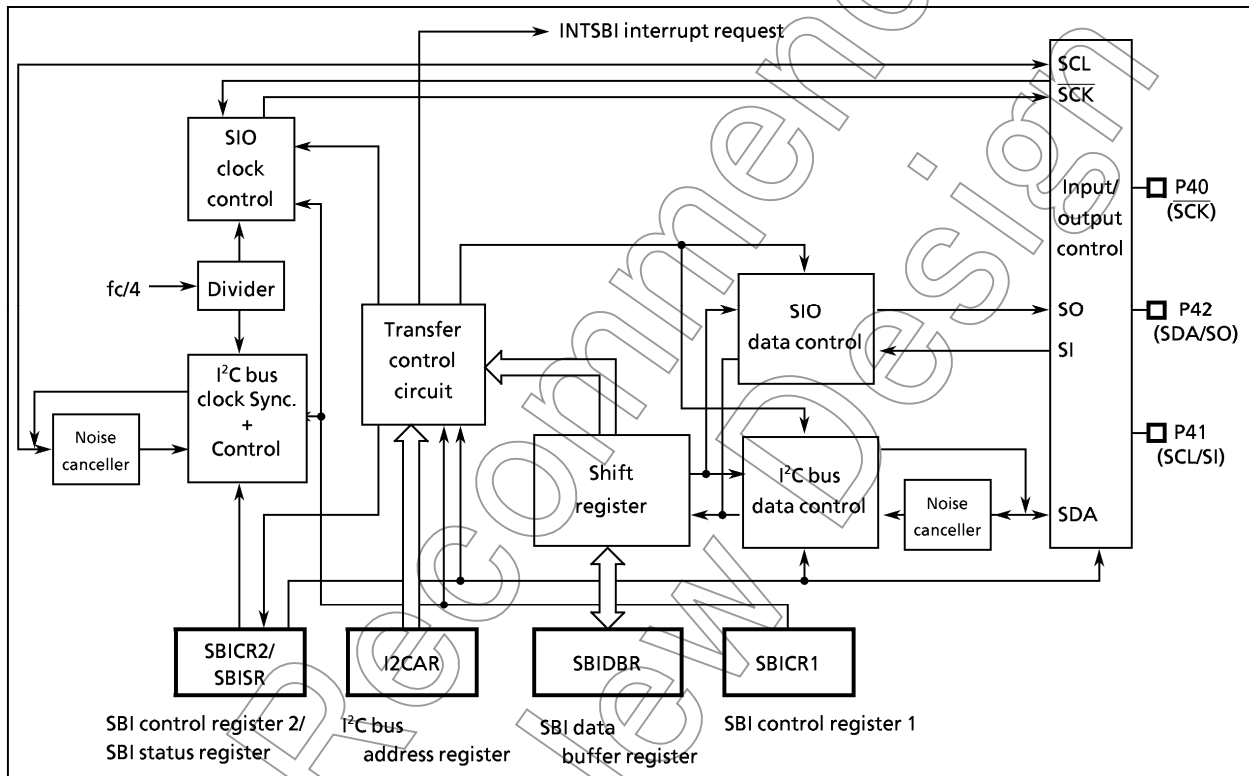 INTSBI interrupt request
SCL
SCK
SIO
clock
control
Input/
output
control
P40
(SCK)
fc/4
Divider
SIO
data control
SO
SI
P42
(SDA/SO)
Transfer
control
circuit
I²C bus
clock Sync.
+
Control
Noise
canceller
Shift
register
I²C bus
data control
Noise
canceller
SDA
P41
(SCL/SI)
SBICR2/
SBISR
I2CAR
SBIDBR
SBICR1
SBI control register 2/
SBI status register
I²C bus
address register
SBI data
buffer register
SBI control register 1
Recommen
ew Design